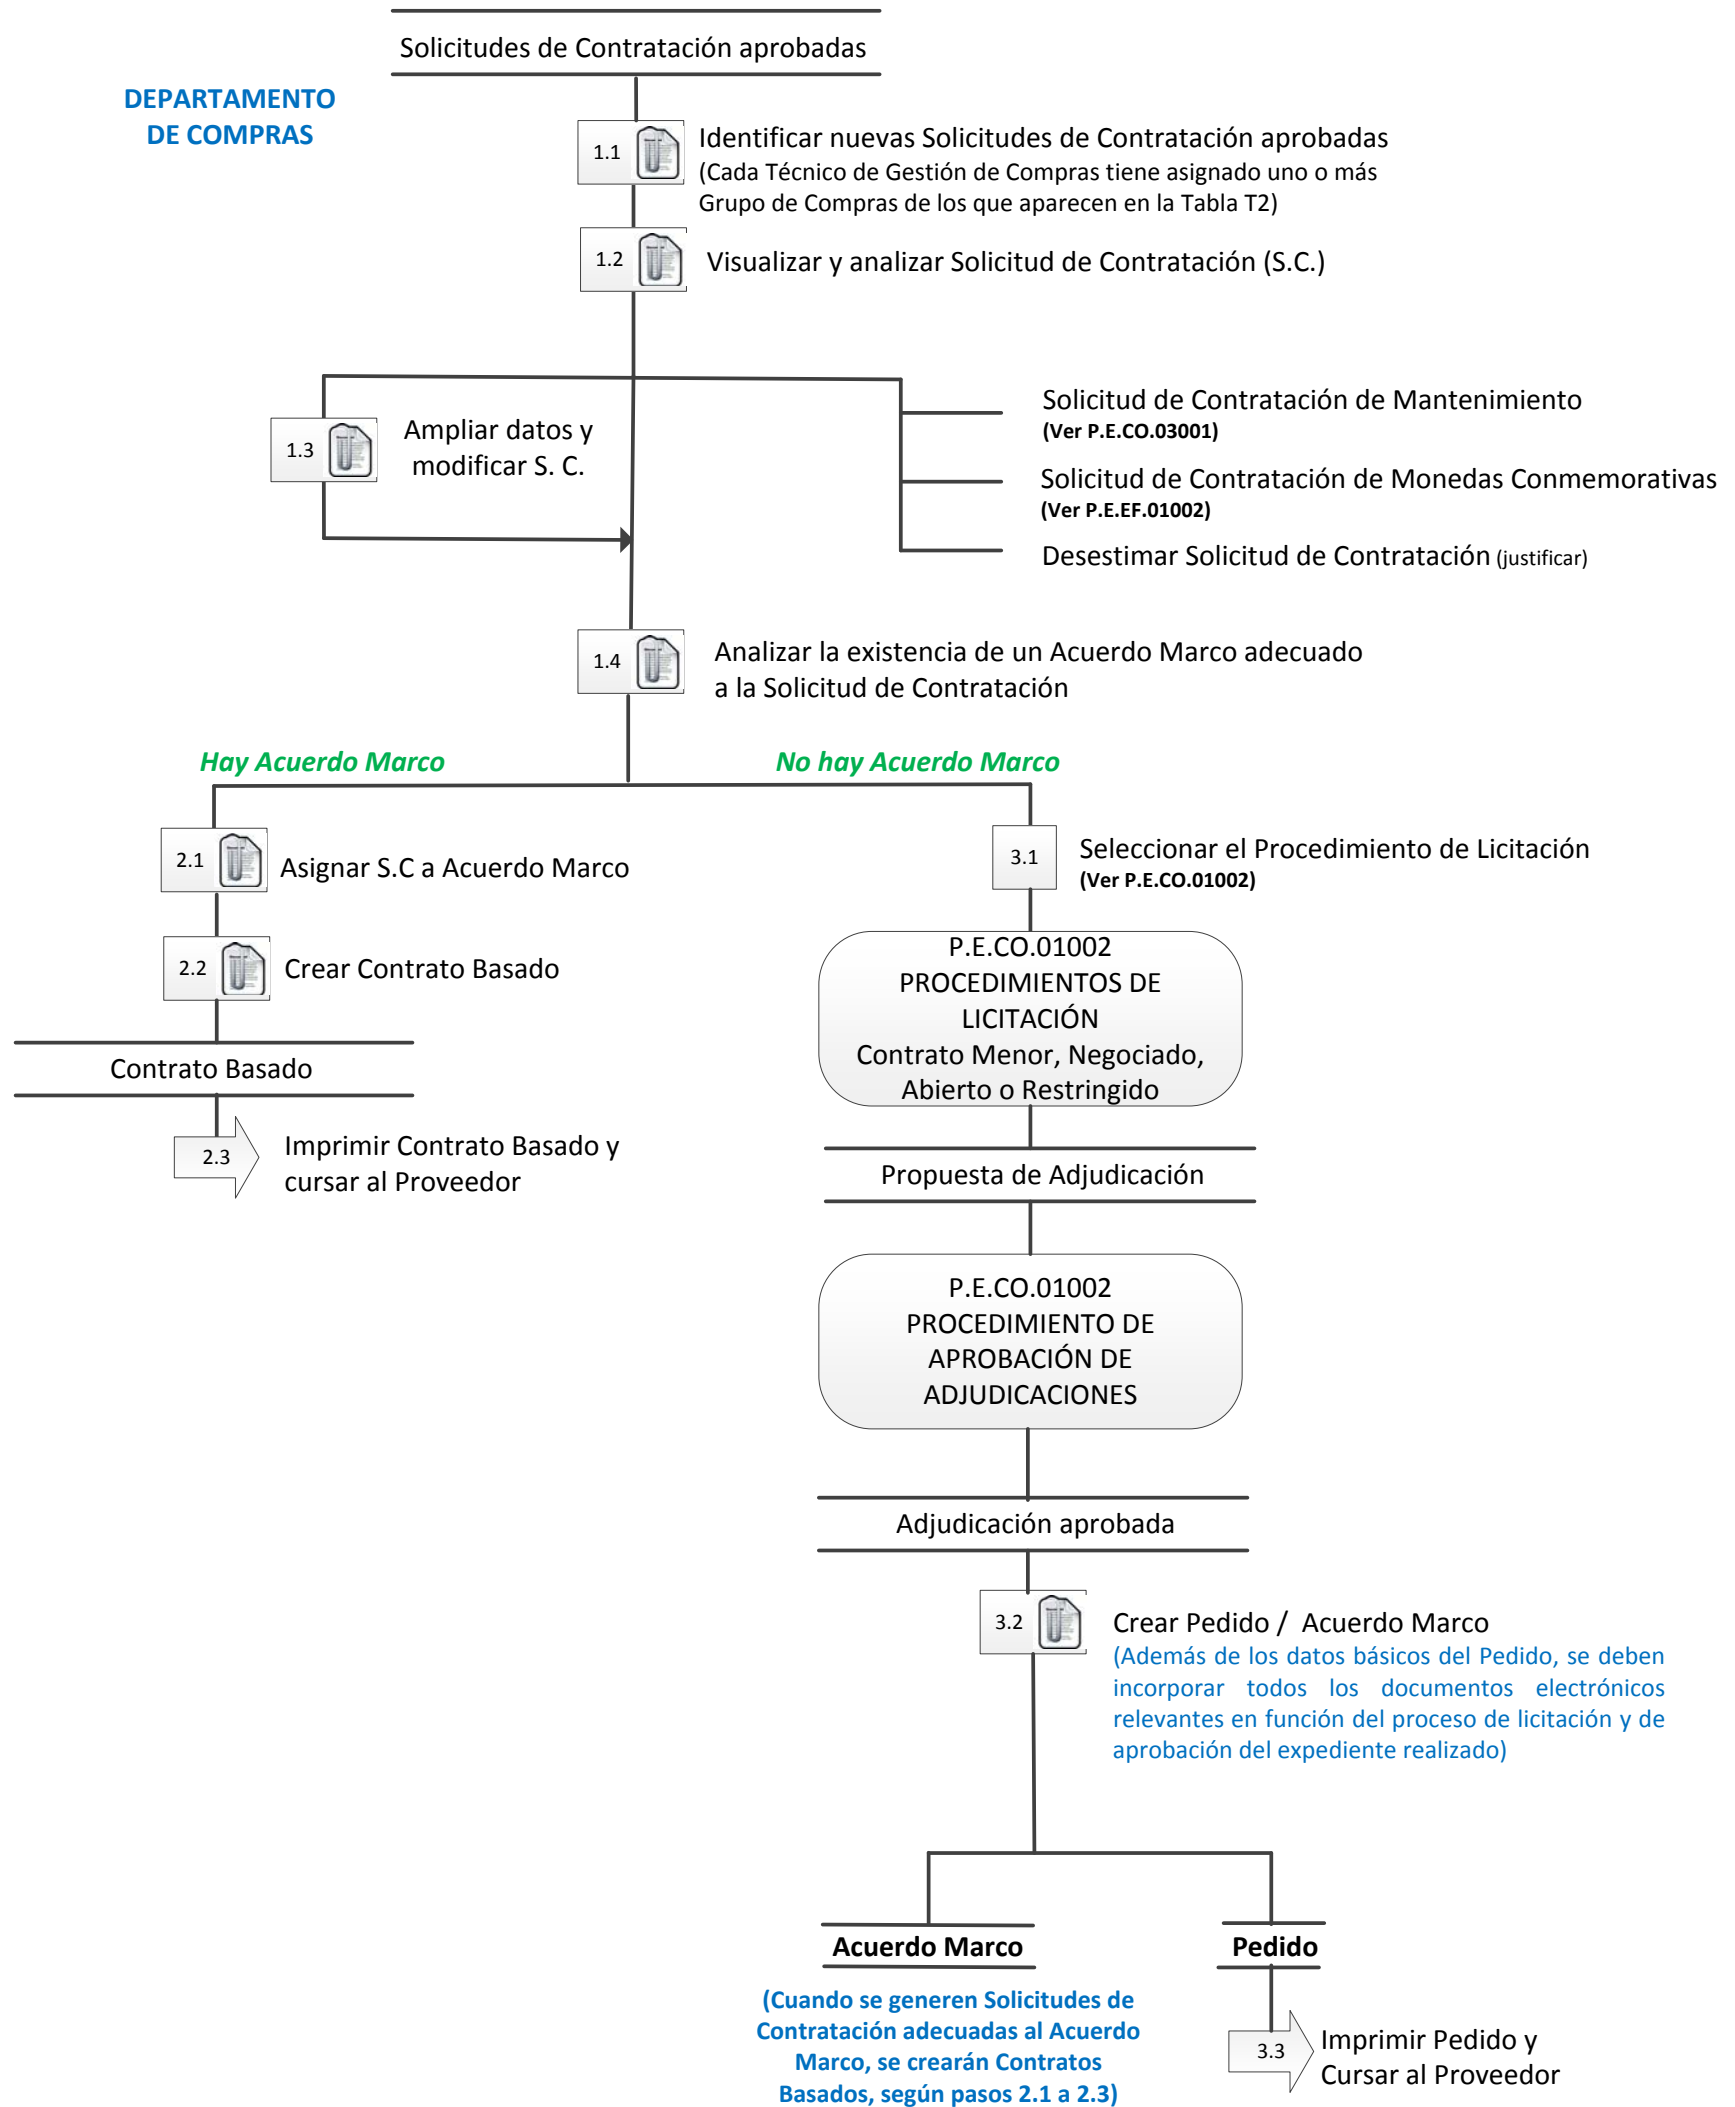 Solicitudes de Contratación aprobadas
DEPARTAMENTO
DE COMPRAS
1.1
Identificar nuevas Solicitudes de Contratación aprobadas
(Cada Técnico de Gestión de Compras tiene asignado uno o más
Grupo de Compras de los que aparecen en la Tabla T2)
1.2
Visualizar y analizar Solicitud de Contratación (S.C.)
1.3
Ampliar datos y
modificar S. C.
Solicitud de Contratación de Mantenimiento
(Ver P.E.CO.03001)
Solicitud de Contratación de Monedas Conmemorativas
(Ver P.E.EF.01002)
Desestimar Solicitud de Contratación (justificar)
1.4
Analizar la existencia de un Acuerdo Marco adecuado
a la Solicitud de Contratación
Hay Acuerdo Marco
No hay Acuerdo Marco
2.1
Asignar S.C a Acuerdo Marco
2.2
Crear Contrato Basado
Contrato Basado
2.3
Imprimir Contrato Basado y
cursar al Proveedor
3.1
Seleccionar el Procedimiento de Licitación
(Ver P.E.CO.01002)
P.E.CO.01002
PROCEDIMIENTOS DE
LICITACIÓN
Contrato Menor, Negociado,
Abierto o Restringido
Propuesta de Adjudicación
P.E.CO.01002
PROCEDIMIENTO DE
APROBACIÓN DE
ADJUDICACIONES
Adjudicación aprobada
3.2
Crear Pedido / Acuerdo Marco
(Además de los datos básicos del Pedido, se deben
incorporar todos los documentos electrónicos
relevantes en función del proceso de licitación y de
aprobación del expediente realizado)
Acuerdo Marco
(Cuando se generen Solicitudes de
Contratación adecuadas al Acuerdo
Marco, se crearán Contratos
Basados, según pasos 2.1 a 2.3)
Pedido
3.3
Imprimir Pedido y
Cursar al Proveedor